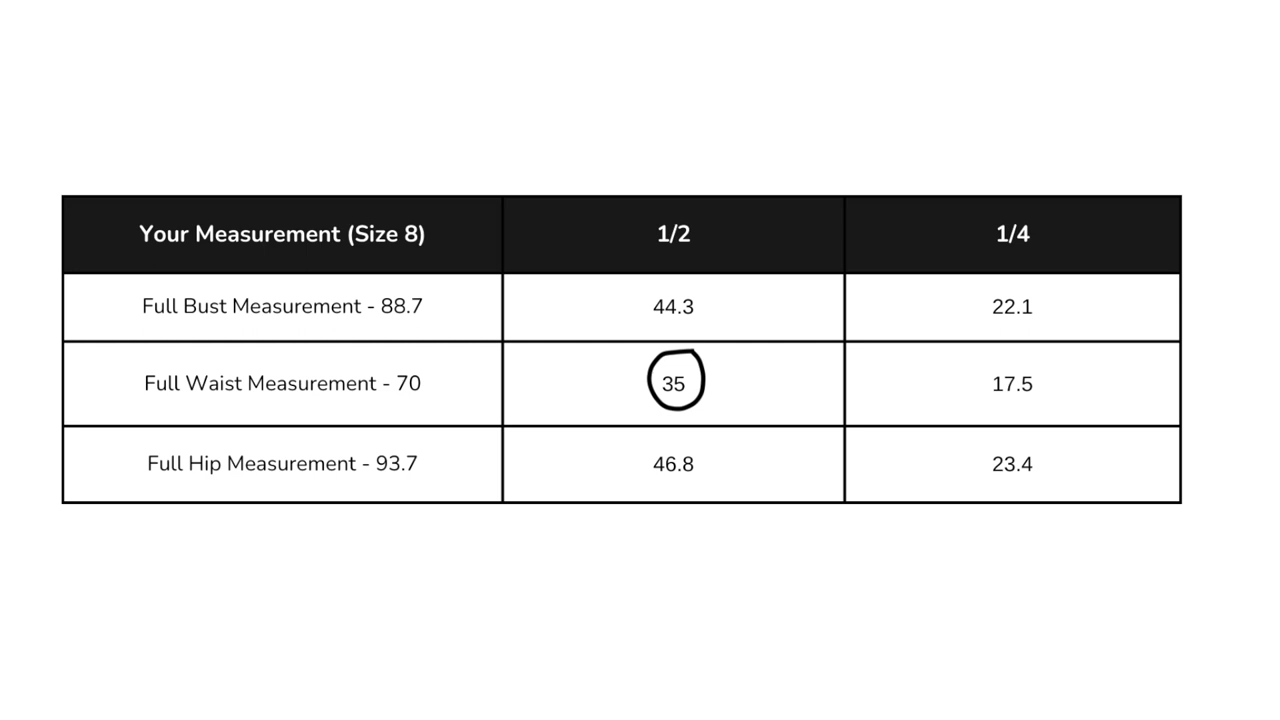 Your Measurement (Size 8) 1/2 1/4
Full Bust Measurement - 88.7 44.3 22.1
Full Waist Measurement - 70 35 17.5
Full Hip Measurement - 93.7 46.8 23.4